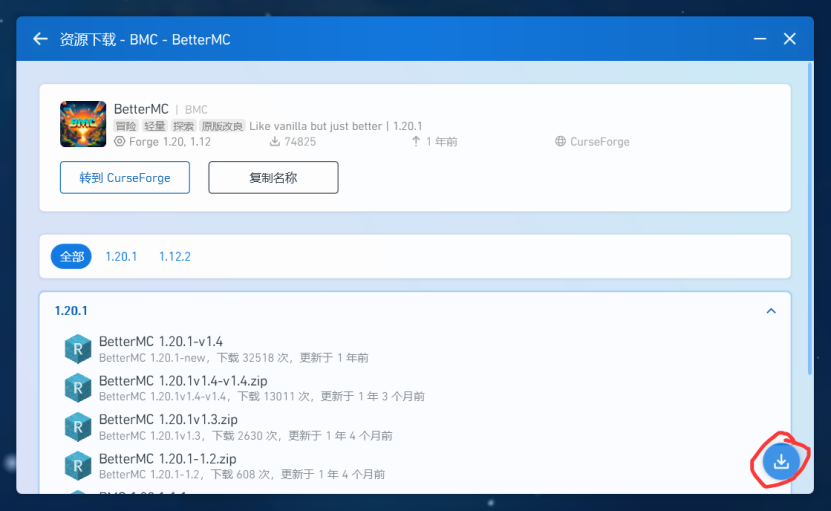 资源下载 - BMC - BetterMC
BMC
BetterMC | BMC
冒险 轻量 探索 原版改良 Like vanilla but just better | 1.20.1
Forge 1.20, 1.12 74825 1 年前 CurseForge
转到 CurseForge 复制名称
全部 1.20.1 1.12.2
1.20.1
R BetterMC 1.20.1-v1.4
BetterMC 1.20.1-new，下载 32518 次，更新于 1 年前
R BetterMC 1.20.1v1.4-v1.4.zip
BetterMC 1.20.1v1.4-v1.4，下载 13011 次，更新于 1 年 3 个月前
R BetterMC 1.20.1v1.3.zip
BetterMC 1.20.1v1.3，下载 2630 次，更新于 1 年 4 个月前
R BetterMC 1.20.1-1.2.zip
BetterMC 1.20.1-1.2，下载 608 次，更新于 1 年 4 个月前